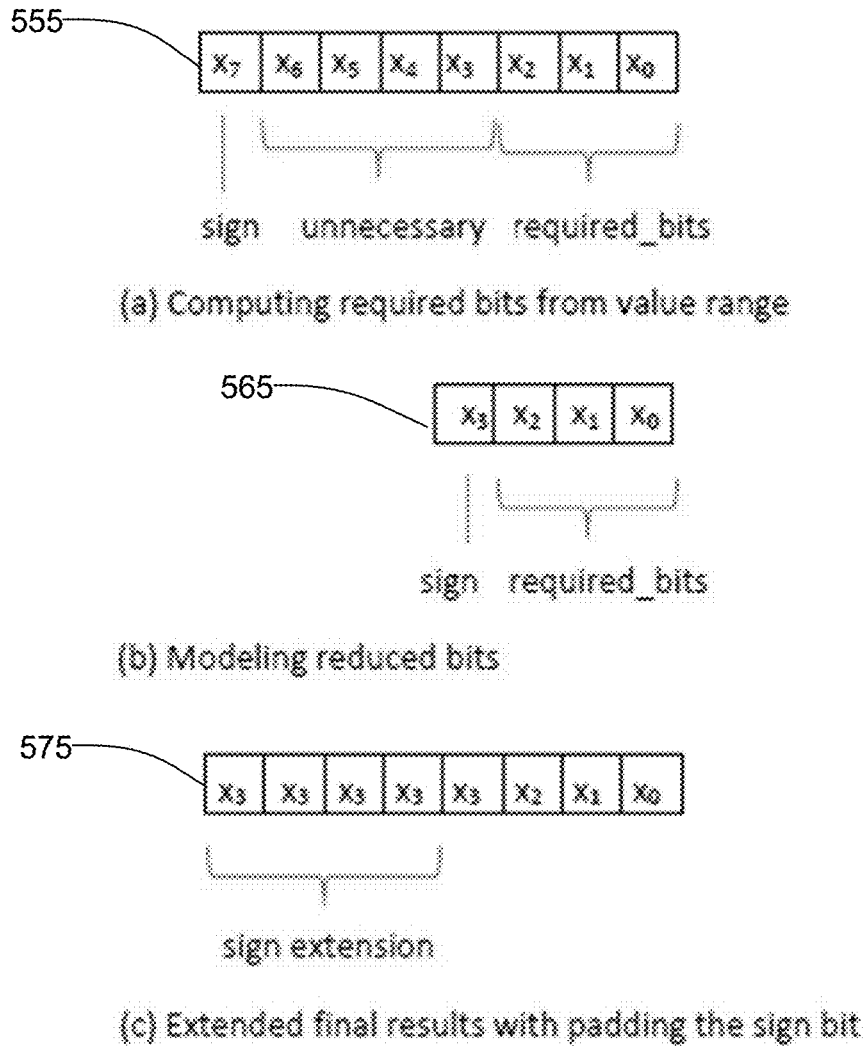 555
x₇ x₆ x₅ x₄ x₃ x₂ x₁ x₀
sign unnecessary required_bits
(a) Computing required bits from value range
565
x₃ x₂ x₁ x₀
sign required_bits
(b) Modeling reduced bits
575
x₃ x₃ x₃ x₃ x₃ x₂ x₁ x₀
sign extension
(c) Extended final results with padding the sign bit